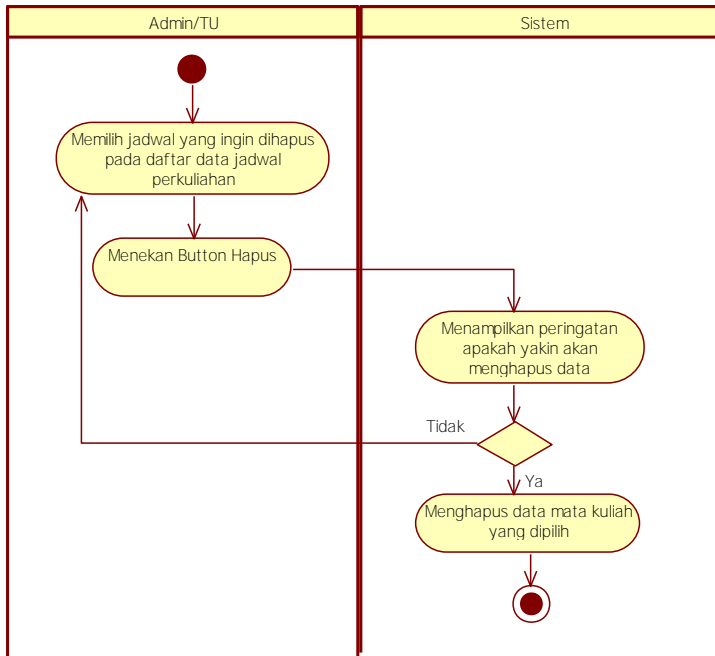 Admin/TU
Sistem
Memilih jadwal yang ingin dihapus
pada daftar data jadwal
perkuliahan
Menekan Button Hapus
Menampilkan peringatan
apakah yakin akan
menghapus data
Tidak
Ya
Menghapus data mata kuliah
yang dipilih